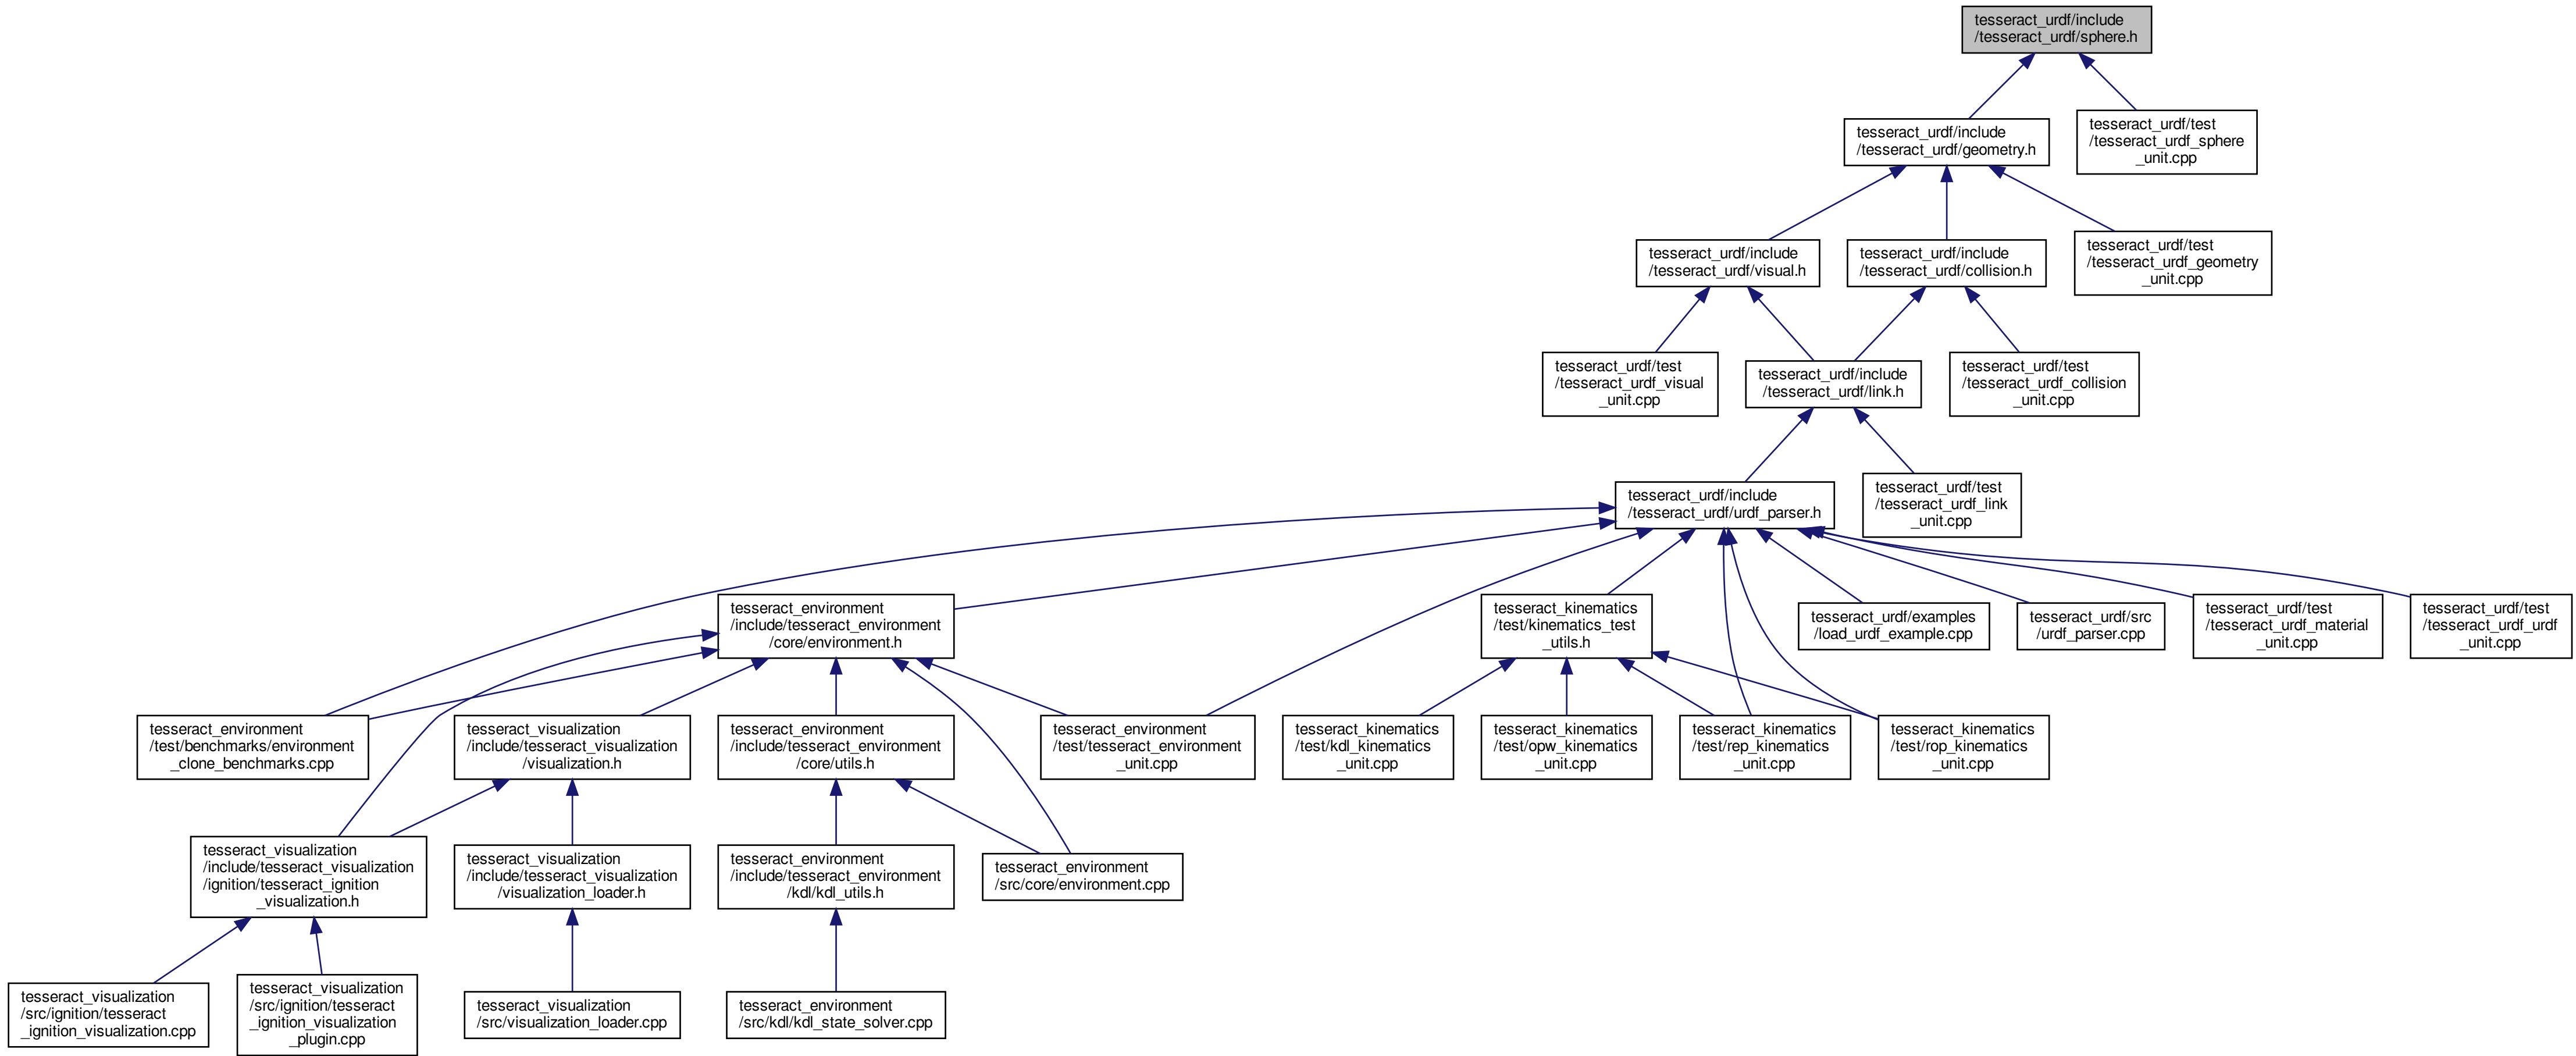 tesseract_urdf/include
/tesseract_urdf/sphere.h
tesseract_urdf/include
/tesseract_urdf/geometry.h
tesseract_urdf/test
/tesseract_urdf_sphere
_unit.cpp
tesseract_urdf/include
/tesseract_urdf/visual.h
tesseract_urdf/include
/tesseract_urdf/collision.h
tesseract_urdf/test
/tesseract_urdf_geometry
_unit.cpp
tesseract_urdf/test
/tesseract_urdf_visual
_unit.cpp
tesseract_urdf/include
/tesseract_urdf/link.h
tesseract_urdf/test
/tesseract_urdf_collision
_unit.cpp
tesseract_urdf/include
/tesseract_urdf/urdf_parser.h
tesseract_urdf/test
/tesseract_urdf_link
_unit.cpp
tesseract_environment
/include/tesseract_environment
/core/environment.h
tesseract_kinematics
/test/kinematics_test
_utils.h
tesseract_urdf/examples
/load_urdf_example.cpp
tesseract_urdf/src
/urdf_parser.cpp
tesseract_urdf/test
/tesseract_urdf_material
_unit.cpp
tesseract_urdf/test
/tesseract_urdf_urdf
_unit.cpp
tesseract_environment
/test/benchmarks/environment
_clone_benchmarks.cpp
tesseract_visualization
/include/tesseract_visualization
/visualization.h
tesseract_environment
/include/tesseract_environment
/core/utils.h
tesseract_environment
/test/tesseract_environment
_unit.cpp
tesseract_kinematics
/test/kdl_kinematics
_unit.cpp
tesseract_kinematics
/test/opw_kinematics
_unit.cpp
tesseract_kinematics
/test/rep_kinematics
_unit.cpp
tesseract_kinematics
/test/rop_kinematics
_unit.cpp
tesseract_visualization
/include/tesseract_visualization
/ignition/tesseract_ignition
_visualization.h
tesseract_visualization
/include/tesseract_visualization
/visualization_loader.h
tesseract_environment
/include/tesseract_environment
/kdl/kdl_utils.h
tesseract_environment
/src/core/environment.cpp
tesseract_visualization
/src/ignition/tesseract
_ignition_visualization.cpp
tesseract_visualization
/src/ignition/tesseract
_ignition_visualization
_plugin.cpp
tesseract_visualization
/src/visualization_loader.cpp
tesseract_environment
/src/kdl/kdl_state_solver.cpp